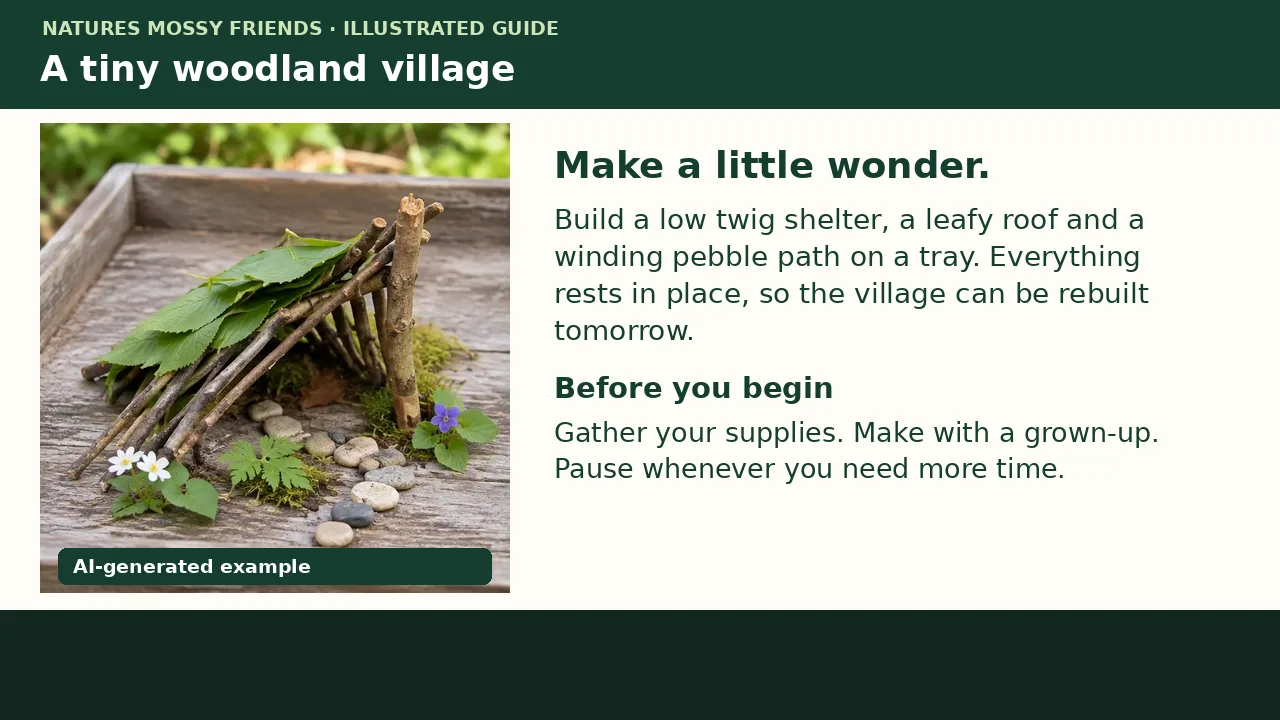 NATURES MOSSY FRIENDS · ILLUSTRATED GUIDE
A tiny woodland village
Make a little wonder.
Build a low twig shelter, a leafy roof and a
winding pebble path on a tray. Everything
rests in place, so the village can be rebuilt
tomorrow.
Before you begin
Gather your supplies. Make with a grown-up.
Pause whenever you need more time.
AI-generated example